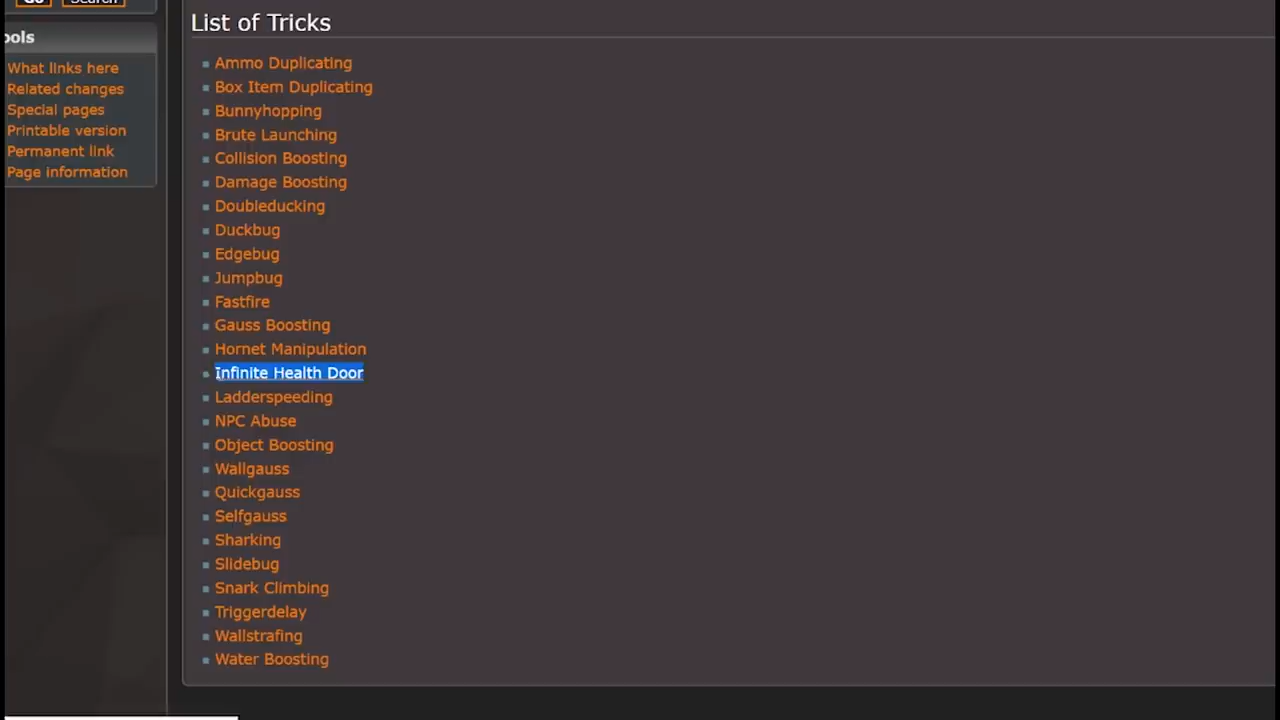 Go Search
List of Tricks
ools
What links here
Related changes
Special pages
Printable version
Permanent link
Page information
Ammo Duplicating
Box Item Duplicating
Bunnyhopping
Brute Launching
Collision Boosting
Damage Boosting
Doubleducking
Duckbug
Edgebug
Jumpbug
Fastfire
Gauss Boosting
Hornet Manipulation
Infinite Health Door
Ladderspeeding
NPC Abuse
Object Boosting
Wallgauss
Quickgauss
Selfgauss
Sharking
Slidebug
Snark Climbing
Triggerdelay
Wallstrafing
Water Boosting